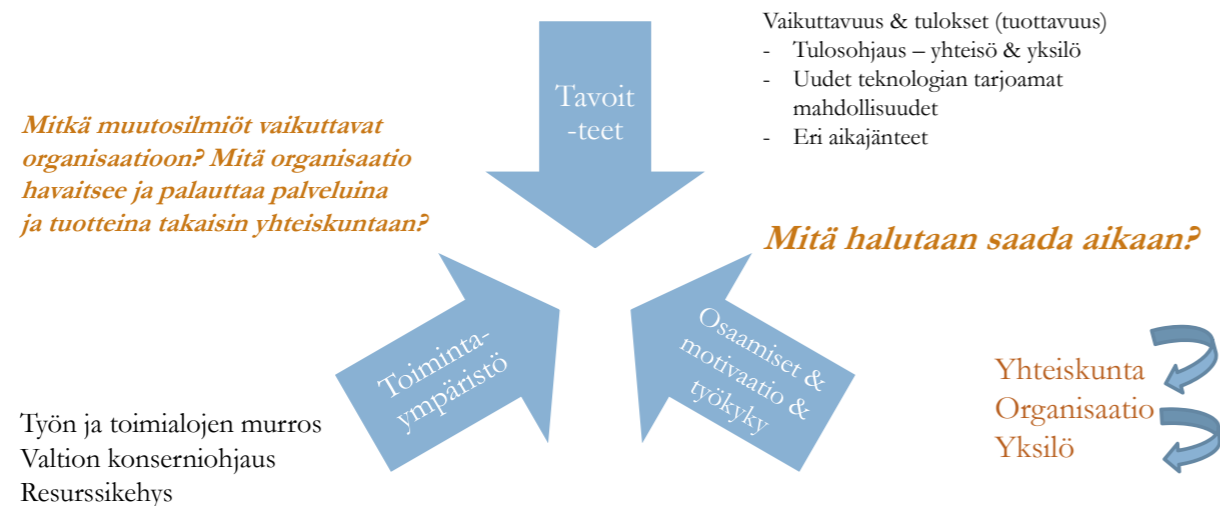 Vaikuttavuus & tulokset (tuottavuus)
- Tulosohjaus – yhteisö & yksilö
- Uudet teknologian tarjoamat
mahdollisuudet
- Eri aikajänteet
Tavoit
-teet
Mitkä muutosilmiöt vaikuttavat
organisaatioon? Mitä organisaatio
havaitsee ja palauttaa palveluina
ja tuotteina takaisin yhteiskuntaan?
Mitä halutaan saada aikaan?
Toiminta-
ympäristö
Osaamiset &
motivaatio &
työkyky
Yhteiskunta
Organisaatio
Yksilö
Työn ja toimialojen murros
Valtion konserniohjaus
Resurssikehys